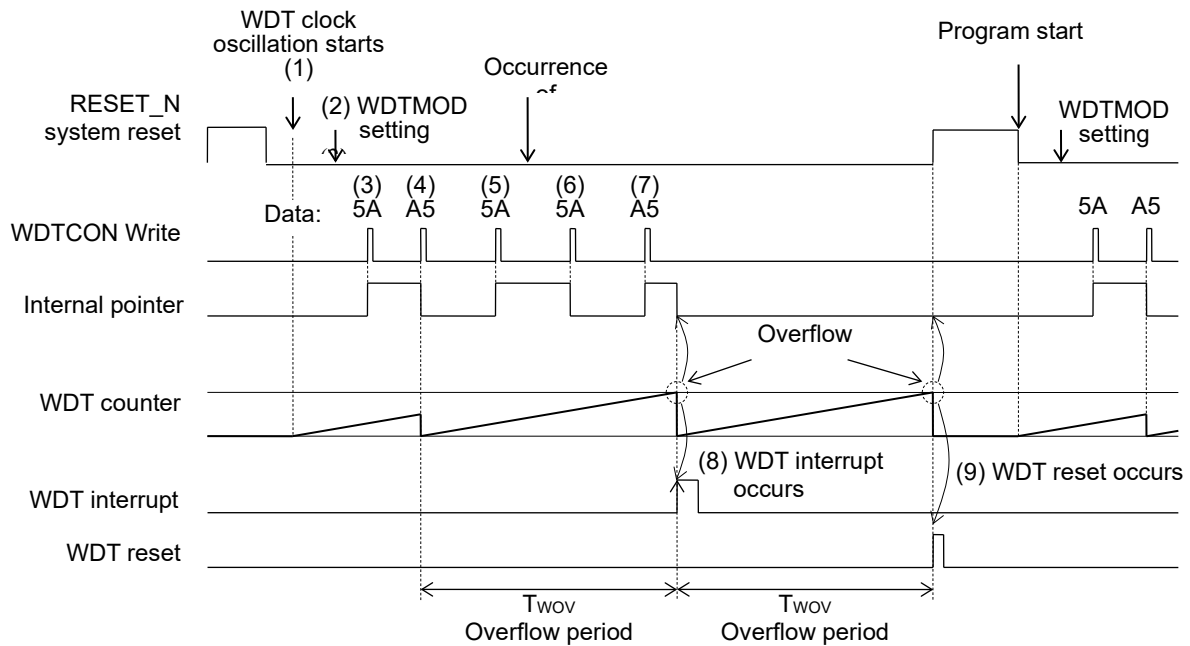 WDT clock
oscillation starts
(1)
Program start
Occurrence
RESET_N
system reset
(2) WDTMOD
setting
WDTMOD
setting
(3) (4) (5) (6) (7)
Data: 5A A5 5A 5A A5 5A A5
WDTCON Write
Internal pointer
Overflow
WDT counter
(8) WDT interrupt
occurs
(9) WDT reset occurs
WDT interrupt
WDT reset
TWOV TWOV
Overflow period Overflow period